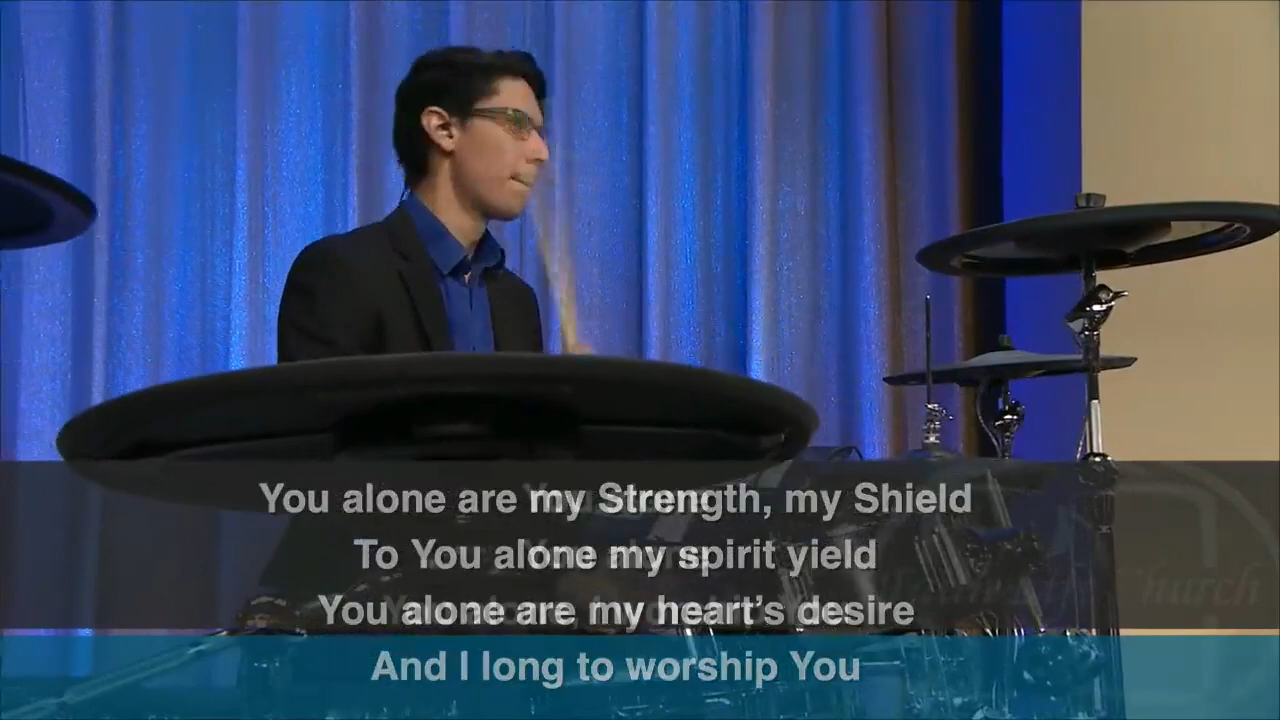 You alone are my Strength, my Shield
To You alone my spirit yield
You alone are my heart's desire
And I long to worship You
Church